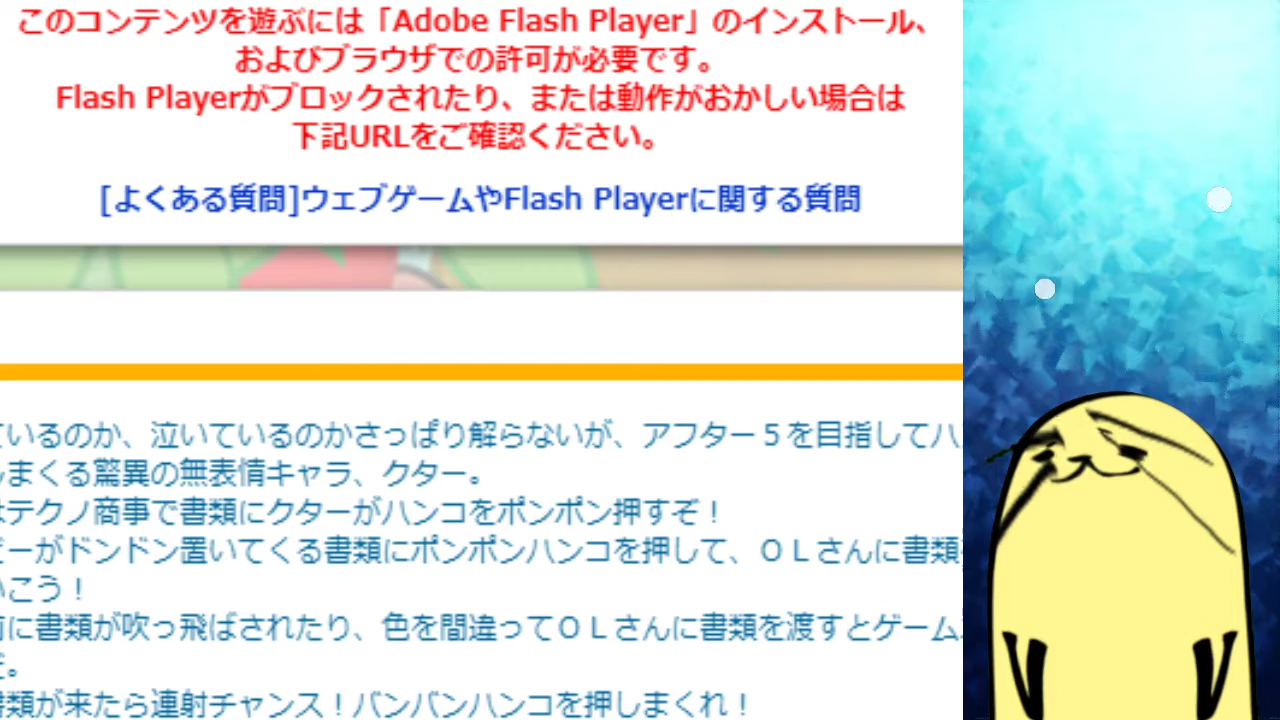 このコンテンツを遊ぶには「Adobe Flash Player」のインストール、
およびブラウザでの許可が必要です。
Flash Playerがブロックされたり、または動作がおかしい場合は
下記URLをご確認ください。
[よくある質問]ウェブゲームやFlash Playerに関する質問
ているのか、泣いているのかさっぱり解らないが、アフター５を目指してハ
しまくる驚異の無表情キャラ、クター。
はテクノ商事で書類にクターがハンコをポンポン押すぞ！
ーがドンドン置いてくる書類にポンポンハンコを押して、ＯＬさんに書類
いこう！
前に書類が吹っ飛ばされたり、色を間違ってＯＬさんに書類を渡すとゲーム
だ。
書類が来たら連射チャンス！バンバンハンコを押しまくれ！